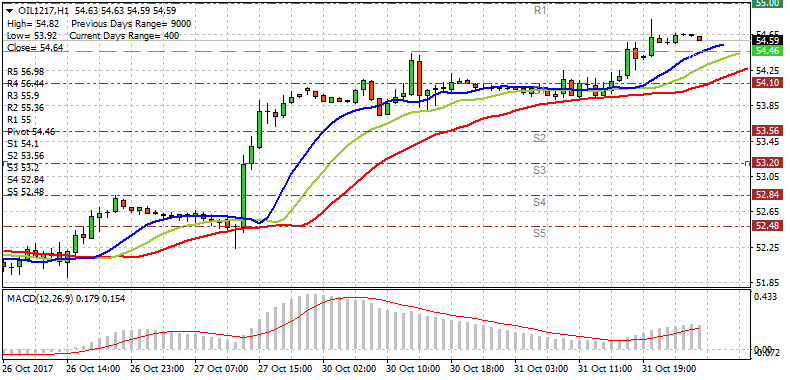 OIL1217,H1 54.63 54.63 54.59 54.59
High= 54.82 Previous Days Range= 9000
Low= 53.92 Current Days Range= 400
Close= 54.64
R5 56.98
R4 56.44
R3 55.9
R2 55.36
R1 55
Pivot 54.46
S1 54.1
S2 53.56
S3 53.2
S4 52.84
S5 52.48
R1
S2
S3
S4
S5
55.00
54.59
54.46
54.25
54.10
53.85
53.56
53.45
53.20
53.05
52.84
52.65
52.48
52.25
51.85
MACD(12,26,9) 0.179 0.154
0.433
0.00
-0.072
26 Oct 2017
26 Oct 14:00
26 Oct 23:00
27 Oct 07:00
27 Oct 15:00
30 Oct 02:00
30 Oct 10:00
30 Oct 18:00
31 Oct 03:00
31 Oct 11:00
31 Oct 19:00